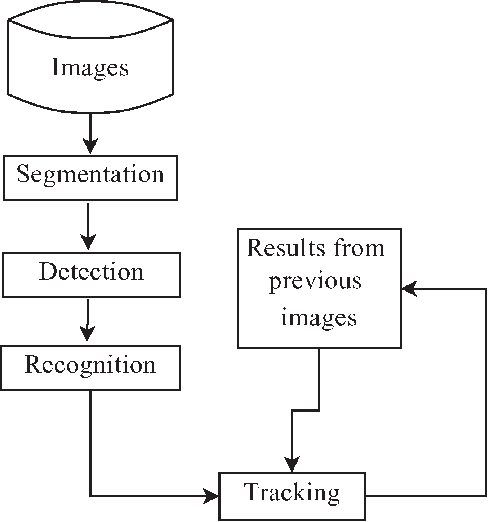 Images
Segmentation
Detection
Recognition
Results from
previous
images
Tracking